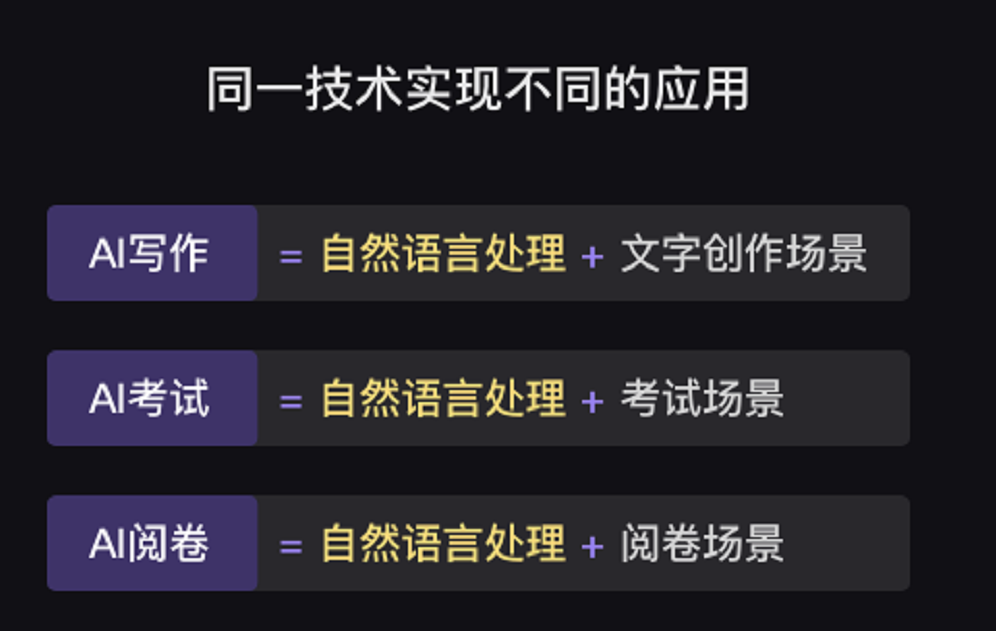 同一技术实现不同的应用
AI写作 = 自然语言处理 + 文字创作场景
AI考试 = 自然语言处理 + 考试场景
AI阅卷 = 自然语言处理 + 阅卷场景